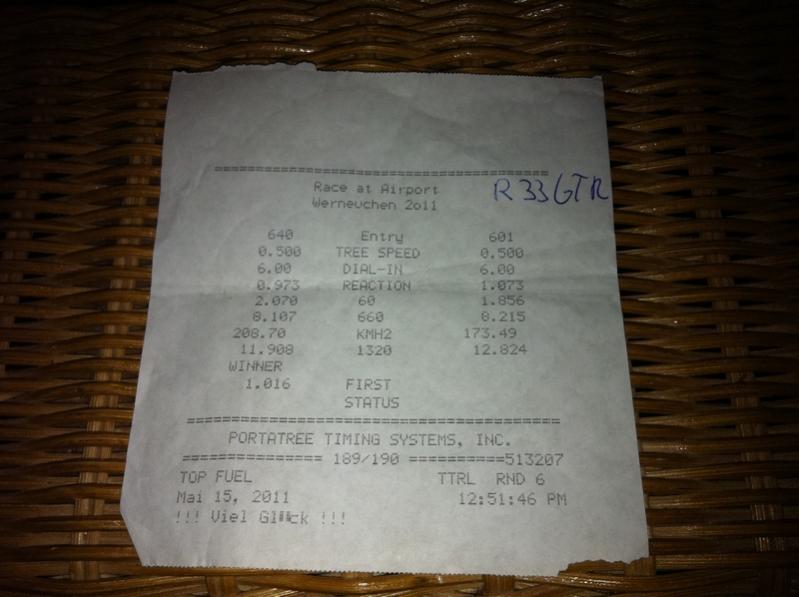 ==================================================
Race at Airport
R33GTR
Werneuchen 2o11
640 Entry 601
0.500 TREE SPEED 0.500
6.00 DIAL-IN 6.00
0.973 REACTION 1.073
2.070 60 1.856
8.107 660 8.215
208.70 KMH2 173.49
11.908 1320 12.824
WINNER
1.016 FIRST
STATUS
==================================================
PORTATREE TIMING SYSTEMS, INC.
=============== 189/190 ==========513207
TOP FUEL TTRL RND 6
Mai 15, 2011 12:51:46 PM
!!! Viel !!!